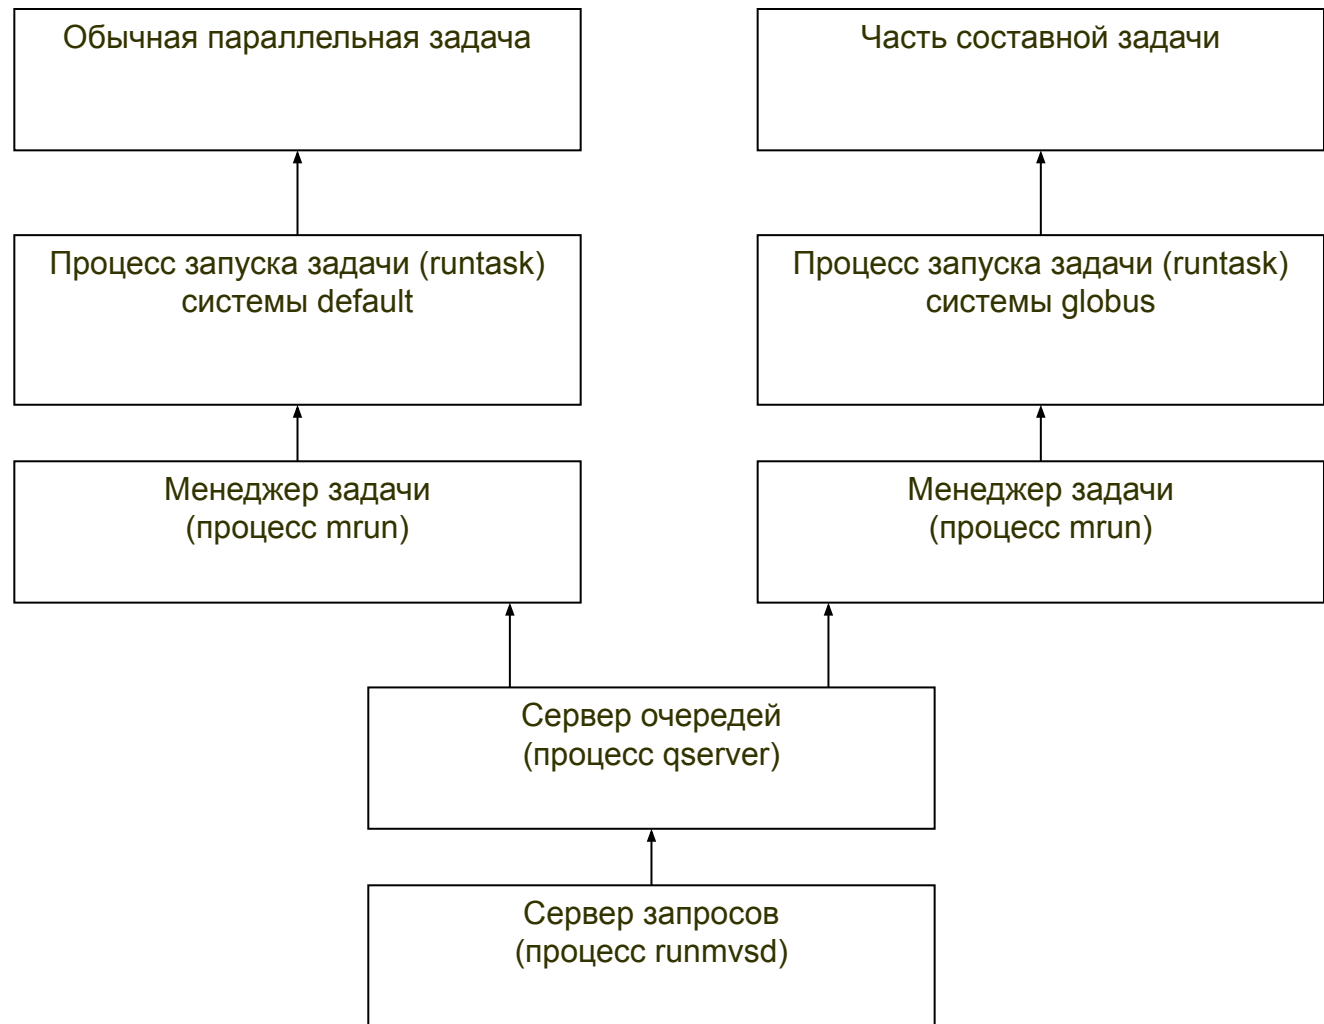 Обычная параллельная задача
Часть составной задачи
Процесс запуска задачи (runtask)
системы default
Процесс запуска задачи (runtask)
системы globus
Менеджер задачи
(процесс mrun)
Менеджер задачи
(процесс mrun)
Сервер очередей
(процесс qserver)
Сервер запросов
(процесс runmvsd)